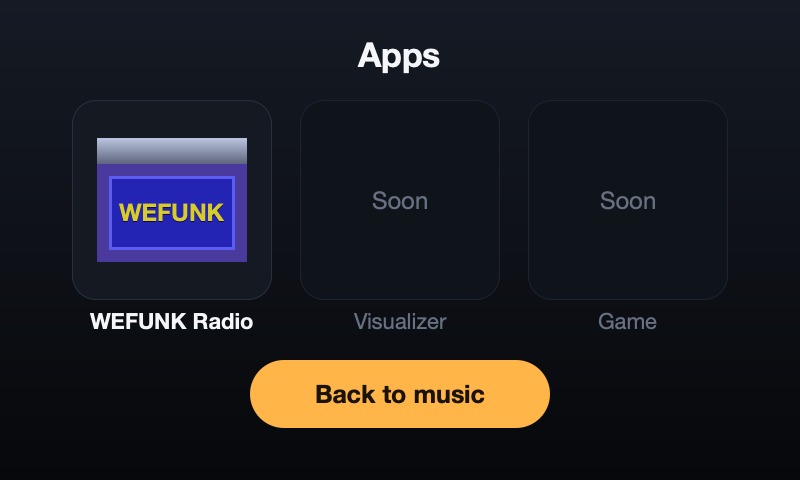 Apps
WEFUNK
Soon
Soon
WEFUNK Radio
Visualizer
Game
Back to music